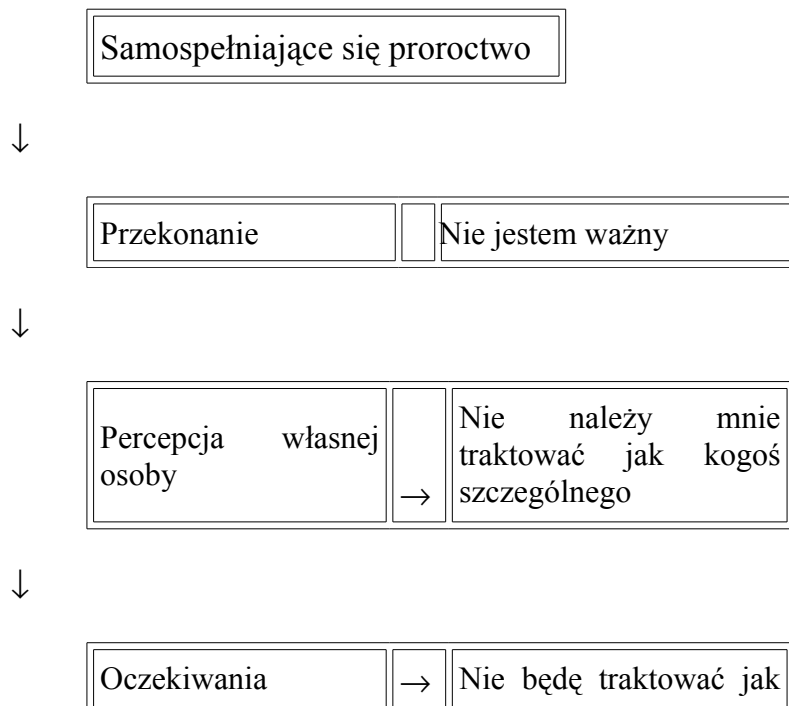 Samospełniające się proroctwo
↓
Przekonanie Nie jestem ważny
↓
Percepcja własnej osoby → Nie należy mnie traktować jak kogoś szczególnego
↓
Oczekiwania → Nie będę traktować jak